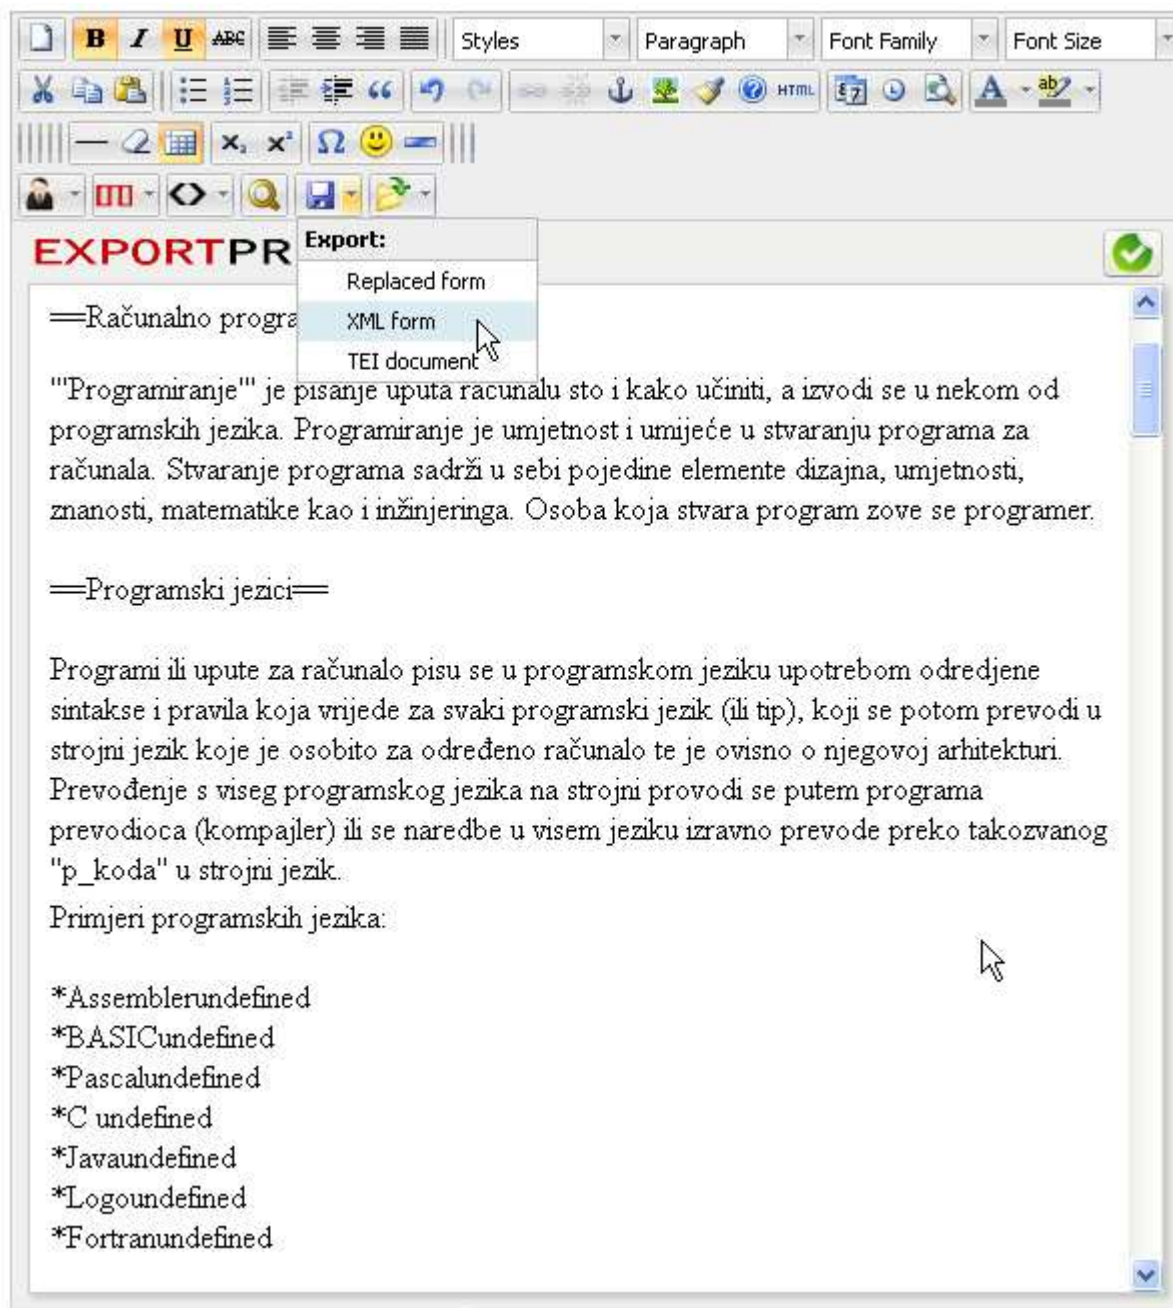 B I U ABC Styles Paragraph Font Family Font Size
HTML
EXPORTPR
Export:
Replaced form
XML form
TEI document
==Računalno progra
'''Programiranje''' je pisanje uputa racunalu sto i kako učiniti, a izvodi se u nekom od
programskih jezika. Programiranje je umjetnost i umijeće u stvaranju programa za
računala. Stvaranje programa sadrži u sebi pojedine elemente dizajna, umjetnosti,
znanosti, matematike kao i inžinjeringa. Osoba koja stvara program zove se programer.
==Programski jezici==
Programi ili upute za računalo pisu se u programskom jeziku upotrebom odredjene
sintakse i pravila koja vrijede za svaki programski jezik (ili tip), koji se potom prevodi u
strojni jezik koje je osobito za određeno računalo te je ovisno o njegovoj arhitekturi.
Prevođenje s viseg programskog jezika na strojni provodi se putem programa
prevodioca (kompajler) ili se naredbe u visem jeziku izravno prevode preko takozvanog
"p_koda" u strojni jezik.
Primjeri programskih jezika:
*Assemblerundefined
*BASICundefined
*Pascalundefined
*C undefined
*Javaundefined
*Logoundefined
*Fortranundefined